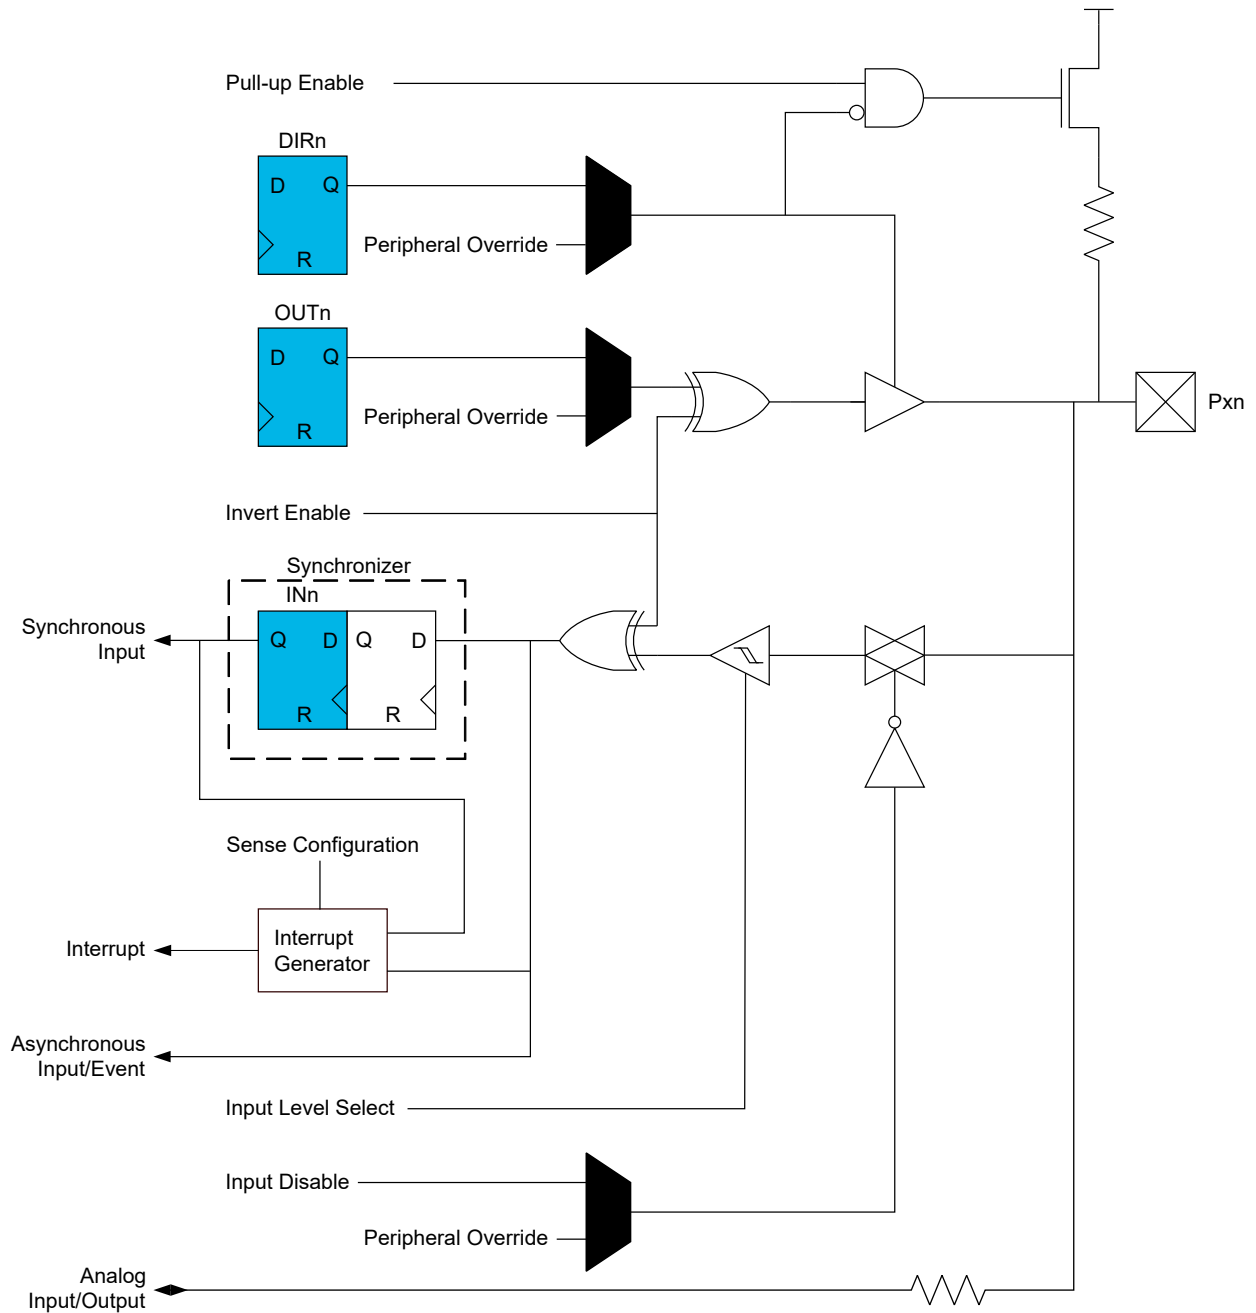 Pull-up Enable
DIRn
D Q
Peripheral Override
R
OUTn
D Q
Peripheral Override
R
Pxn
Invert Enable
Synchronizer
INn
Synchronous
Input
Q D Q D
R R
Sense Configuration
Interrupt
Interrupt
Generator
Asynchronous
Input/Event
Input Level Select
Input Disable
Peripheral Override
Analog
Input/Output